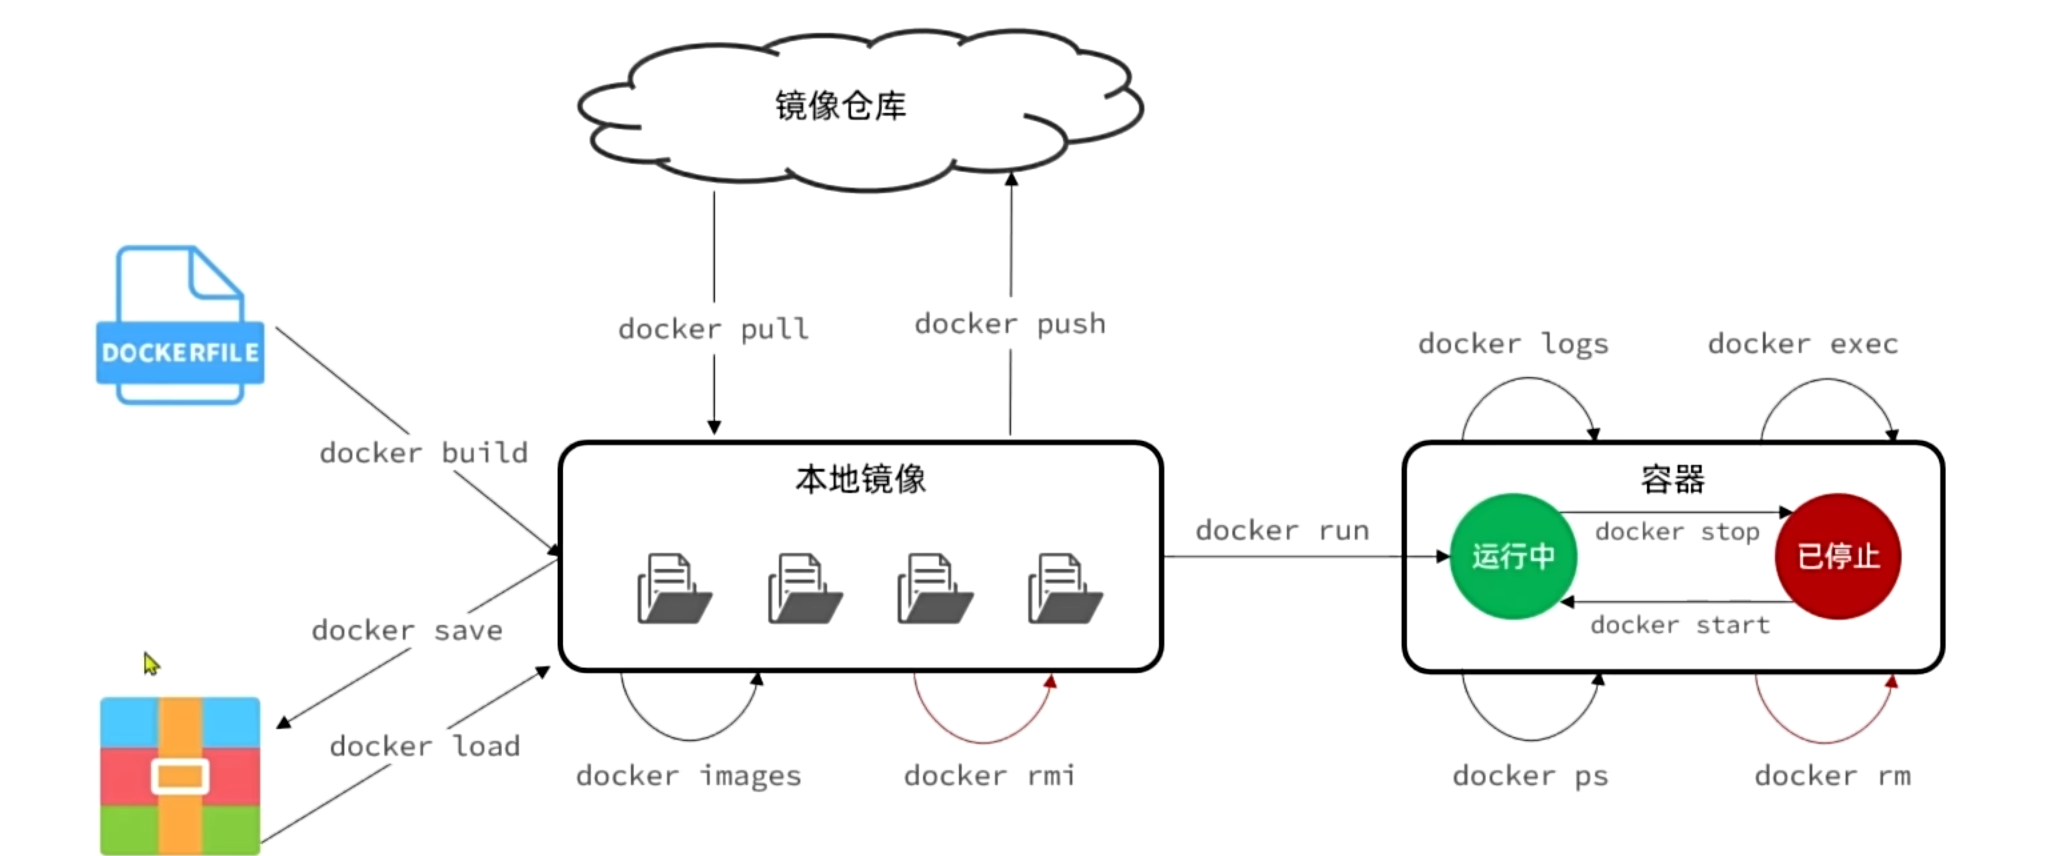 镜像仓库
DOCKERFILE
docker pull
docker push
docker logs
docker exec
docker build
本地镜像
容器
docker run
运行中
docker stop
已停止
docker start
docker save
docker load
docker images
docker rmi
docker ps
docker rm